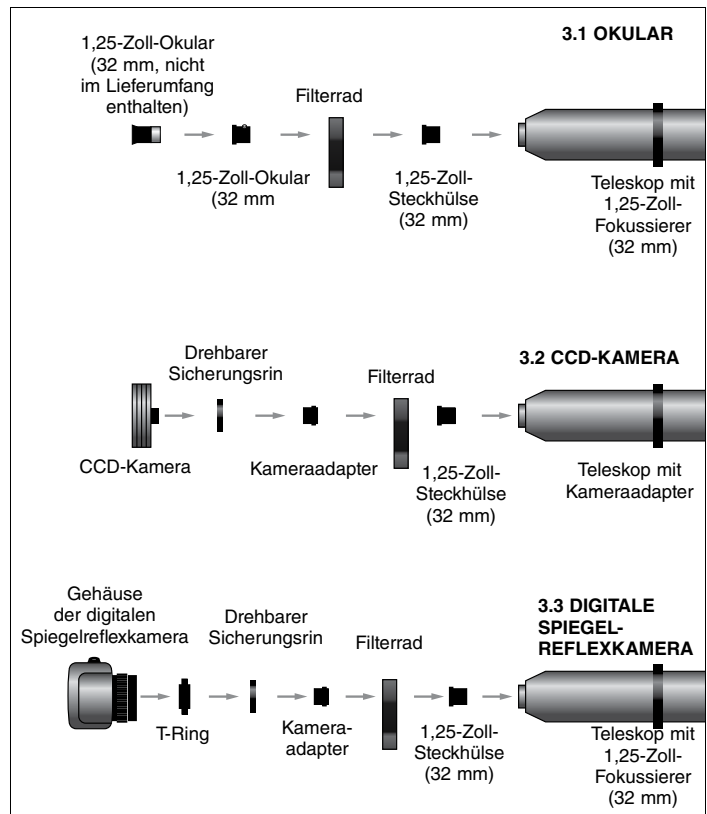 3.1 OKULAR
1,25-Zoll-Okular
(32 mm, nicht
im Lieferumfang
enthalten)
Filterrad
1,25-Zoll-Okular
(32 mm
1,25-Zoll-
Steckhülse
(32 mm)
Teleskop mit
1,25-Zoll-
Fokussierer
(32 mm)
3.2 CCD-KAMERA
Drehbarer
Sicherungsrin
Filterrad
CCD-Kamera
Kameraadapter
1,25-Zoll-
Steckhülse
(32 mm)
Teleskop mit
Kameraadapter
3.3 DIGITALE
SPIEGEL-
REFLEXKAMERA
Gehäuse
der digitalen
Spiegelreflexkamera
Drehbarer
Sicherungsrin
Filterrad
T-Ring
Kamera-
adapter
1,25-Zoll-
Steckhülse
(32 mm)
Teleskop mit
1,25-Zoll-
Fokussierer
(32 mm)